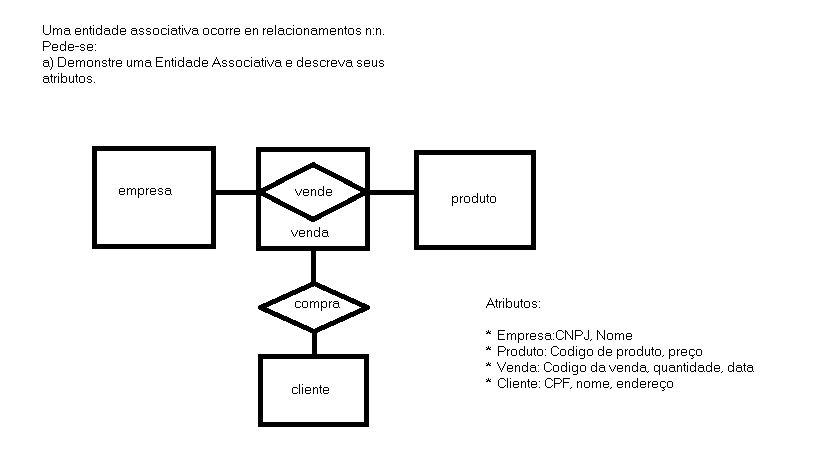 Uma entidade associativa ocorre en relacionamentos n:n.
Pede-se:
a) Demonstre uma Entidade Associativa e descreva seus
atributos.
empresa
vende
venda
produto
compra
cliente
Atributos:
* Empresa:CNPJ, Nome
* Produto: Codigo de produto, preço
* Venda: Codigo da venda, quantidade, data
* Cliente: CPF, nome, endereço